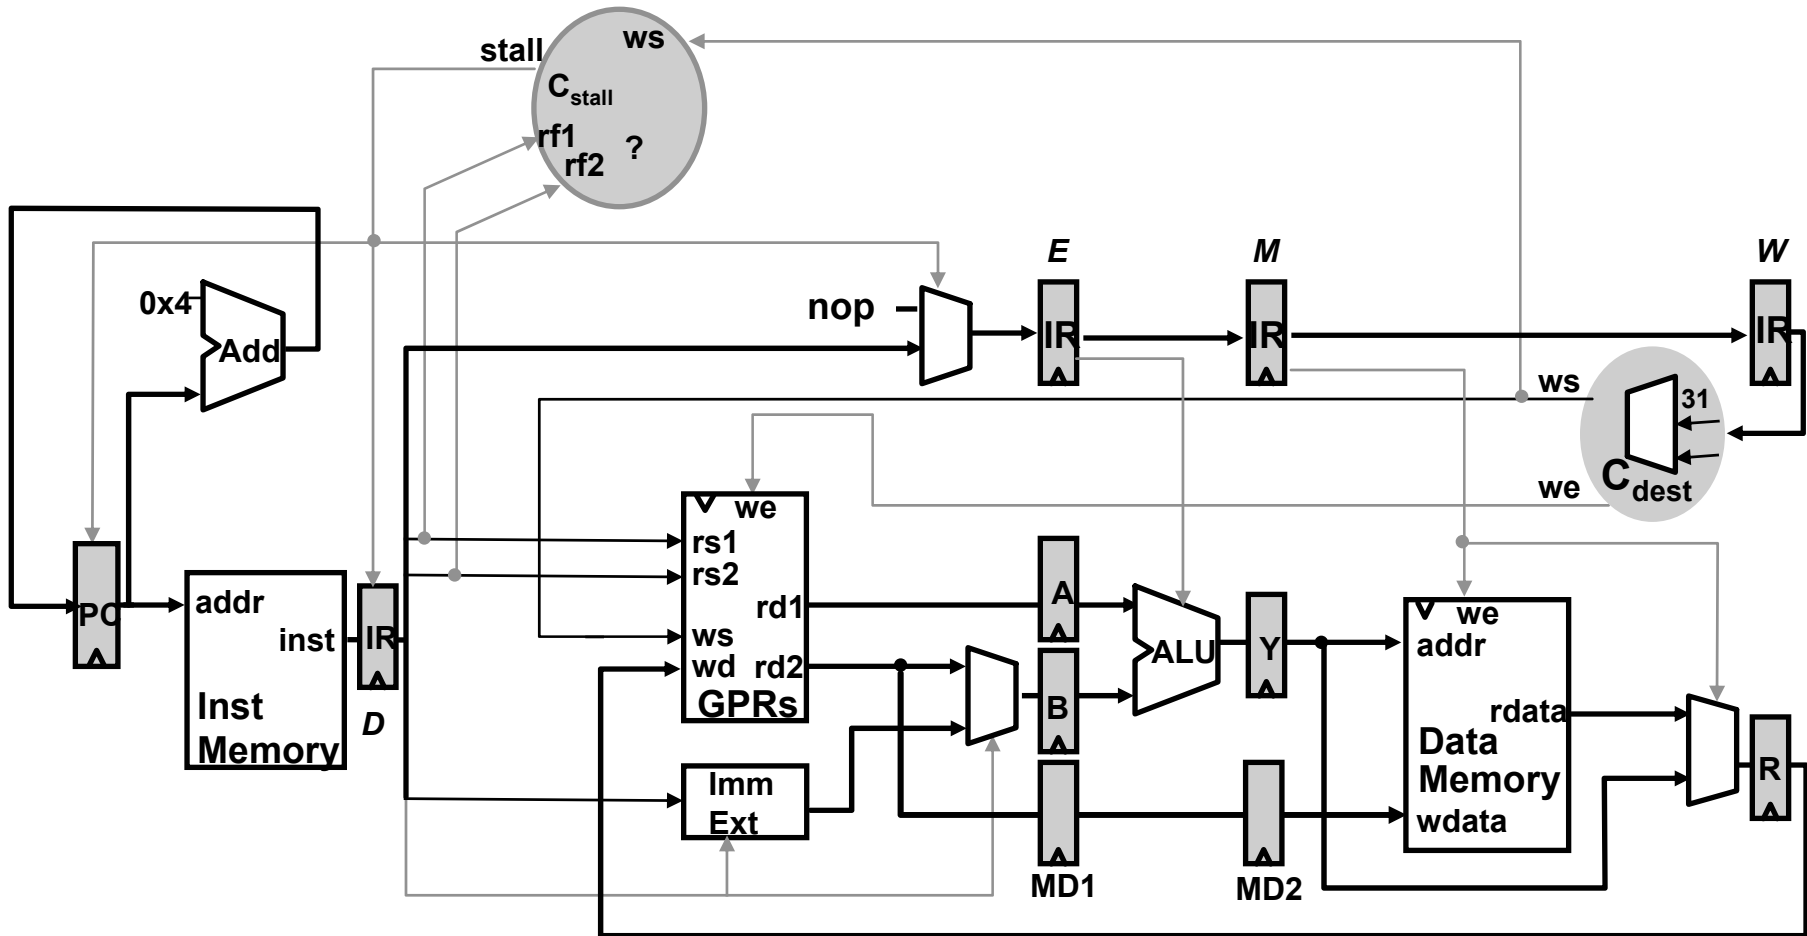 ws
stall
C stall
rf1
rf2
?
E
M
W
0x4
nop
Add
IR
IR
IR
ws
31
C dest
we
we
rs1
rs2
A
PC
addr
rd1
we
inst
IR
ws
ALU
Y
addr
wd
rd2
GPRs
B
Inst
Memory
D
rdata
Data
Memory
R
Imm
Ext
wdata
MD1
MD2